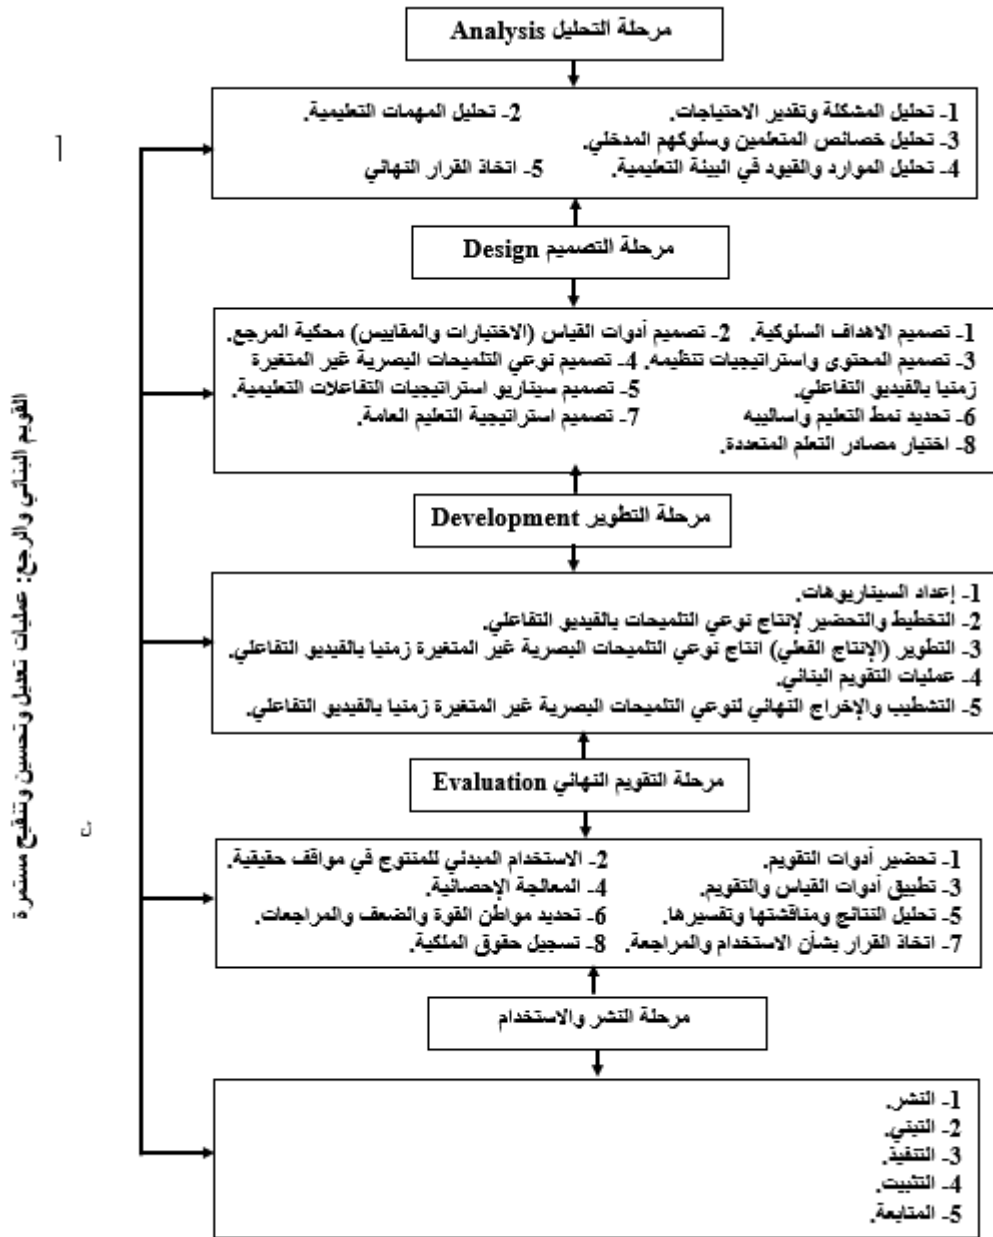 مرحلة التحليل Analysis
1- تحليل المشكلة وتقدير الاحتياجات. 2- تحليل المهمات التعليمية.
3- تحليل خصائص المتعلمين وسلوكهم المدخلي.
4- تحليل الموارد والقيود في البيئة التعليمية. 5- اتخاذ القرار النهائي
مرحلة التصميم Design
1- تصميم الاهداف السلوكية. 2- تصميم أدوات القياس (الاختبارات والمقاييس) محكية المرجع.
3- تصميم المحتوى واستراتيجيات تنظيمه. 4- تصميم نوعي التلميحات البصرية غير المتغيرة
زمنيا بالفيديو التفاعلي. 5- تصميم سيناريو استراتيجيات التفاعلات التعليمية.
6- تحديد نمط التعليم واساليبه 7- تصميم استراتيجية التعليم العامة.
8- اختيار مصادر التعلم المتعددة.
مرحلة التطوير Development
1- إعداد السيناريوهات.
2- التخطيط والتحضير لإنتاج نوعي التلميحات بالفيديو التفاعلي.
3- التطوير (الإنتاج الفعلي) انتاج نوعي التلميحات البصرية غير المتغيرة زمنيا بالفيديو التفاعلي.
4- عمليات التقويم البنائي.
5- التشطيب والإخراج النهائي لنوعي التلميحات البصرية غير المتغيرة زمنيا بالفيديو التفاعلي.
مرحلة التقويم النهائي Evaluation
1- تحضير أدوات التقويم. 2- الاستخدام الميدني للمنتوج في مواقف حقيقية.
3- تطبيق أدوات القياس والتقويم. 4- المعالجة الإحصائية.
5- تحليل النتائج ومناقشتها وتفسيرها. 6- تحديد مواطن القوة والضعف والمراجعات.
7- اتخاذ القرار بشأن الاستخدام والمراجعة. 8- تسجيل حقوق الملكية.
مرحلة النشر والاستخدام
1- النشر.
2- التبني.
3- التنفيذ.
4- التثبيت.
5- المتابعة.
القويم البنائي والرجع: عمليات تعديل وتحسين وتنقيح مستمرة